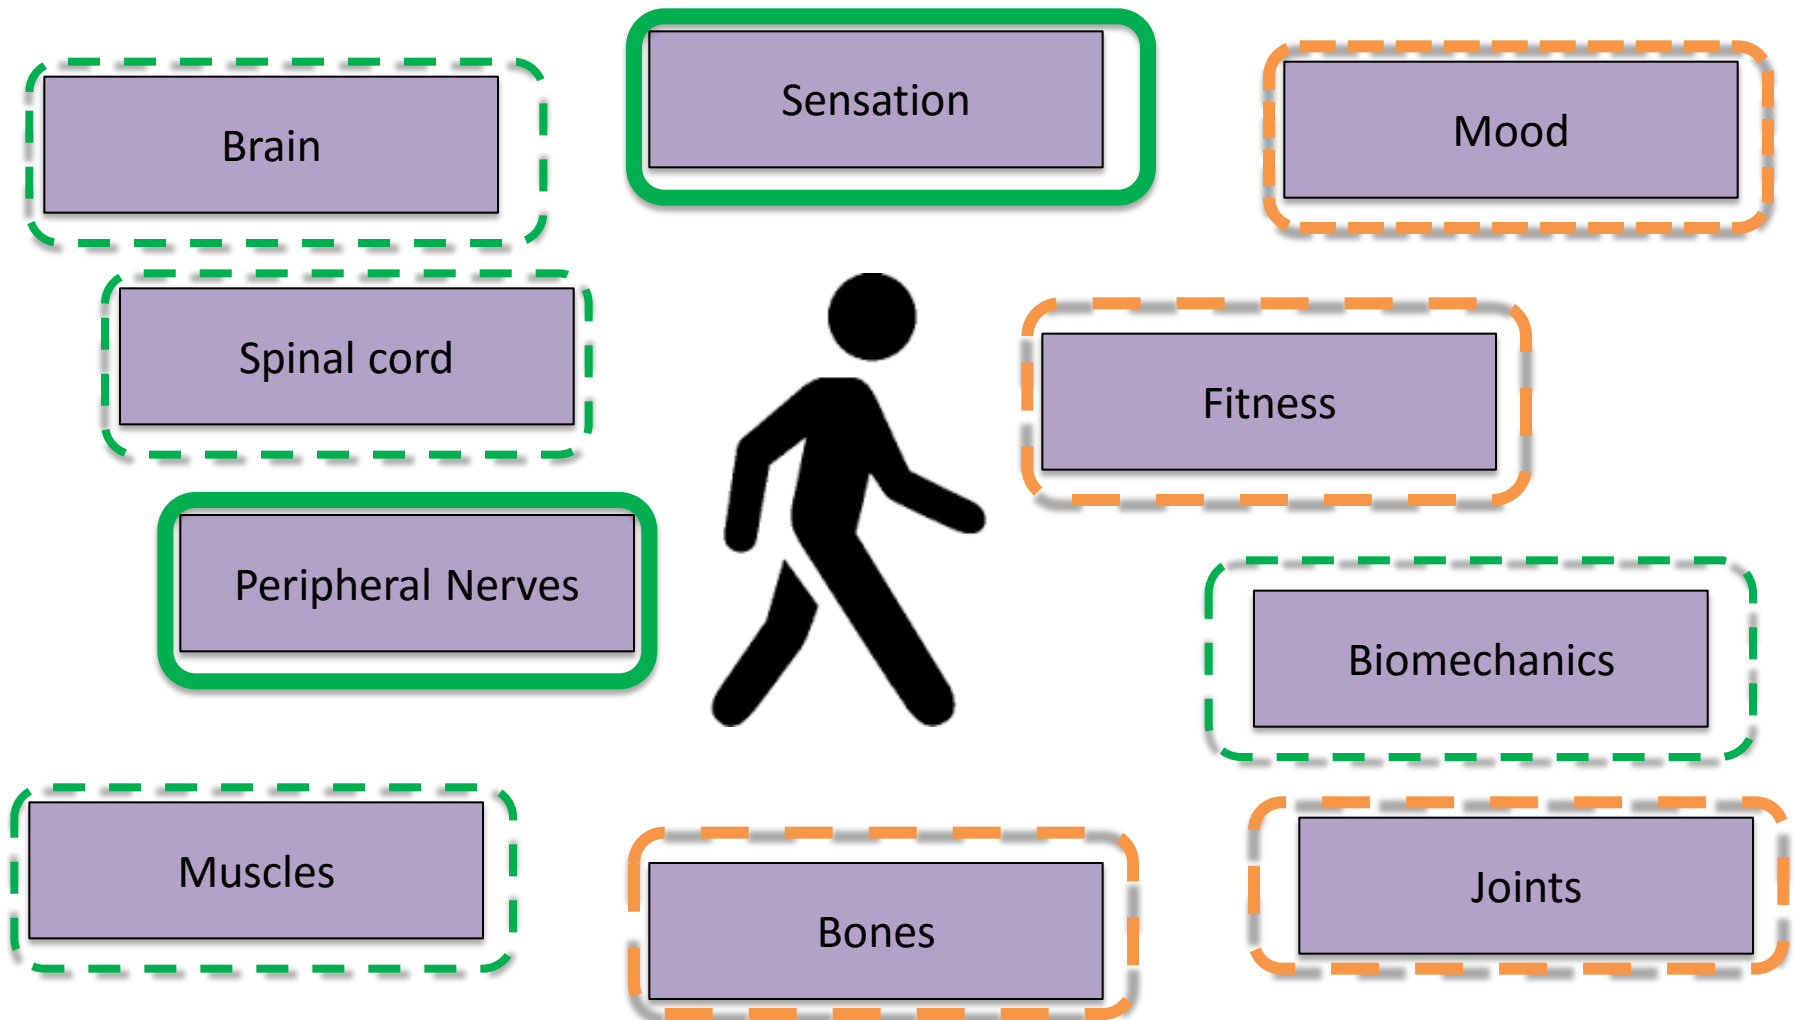 Sensation
Mood
Brain
Spinal cord
Fitness
Peripheral Nerves
Biomechanics
Muscles
Joints
Bones